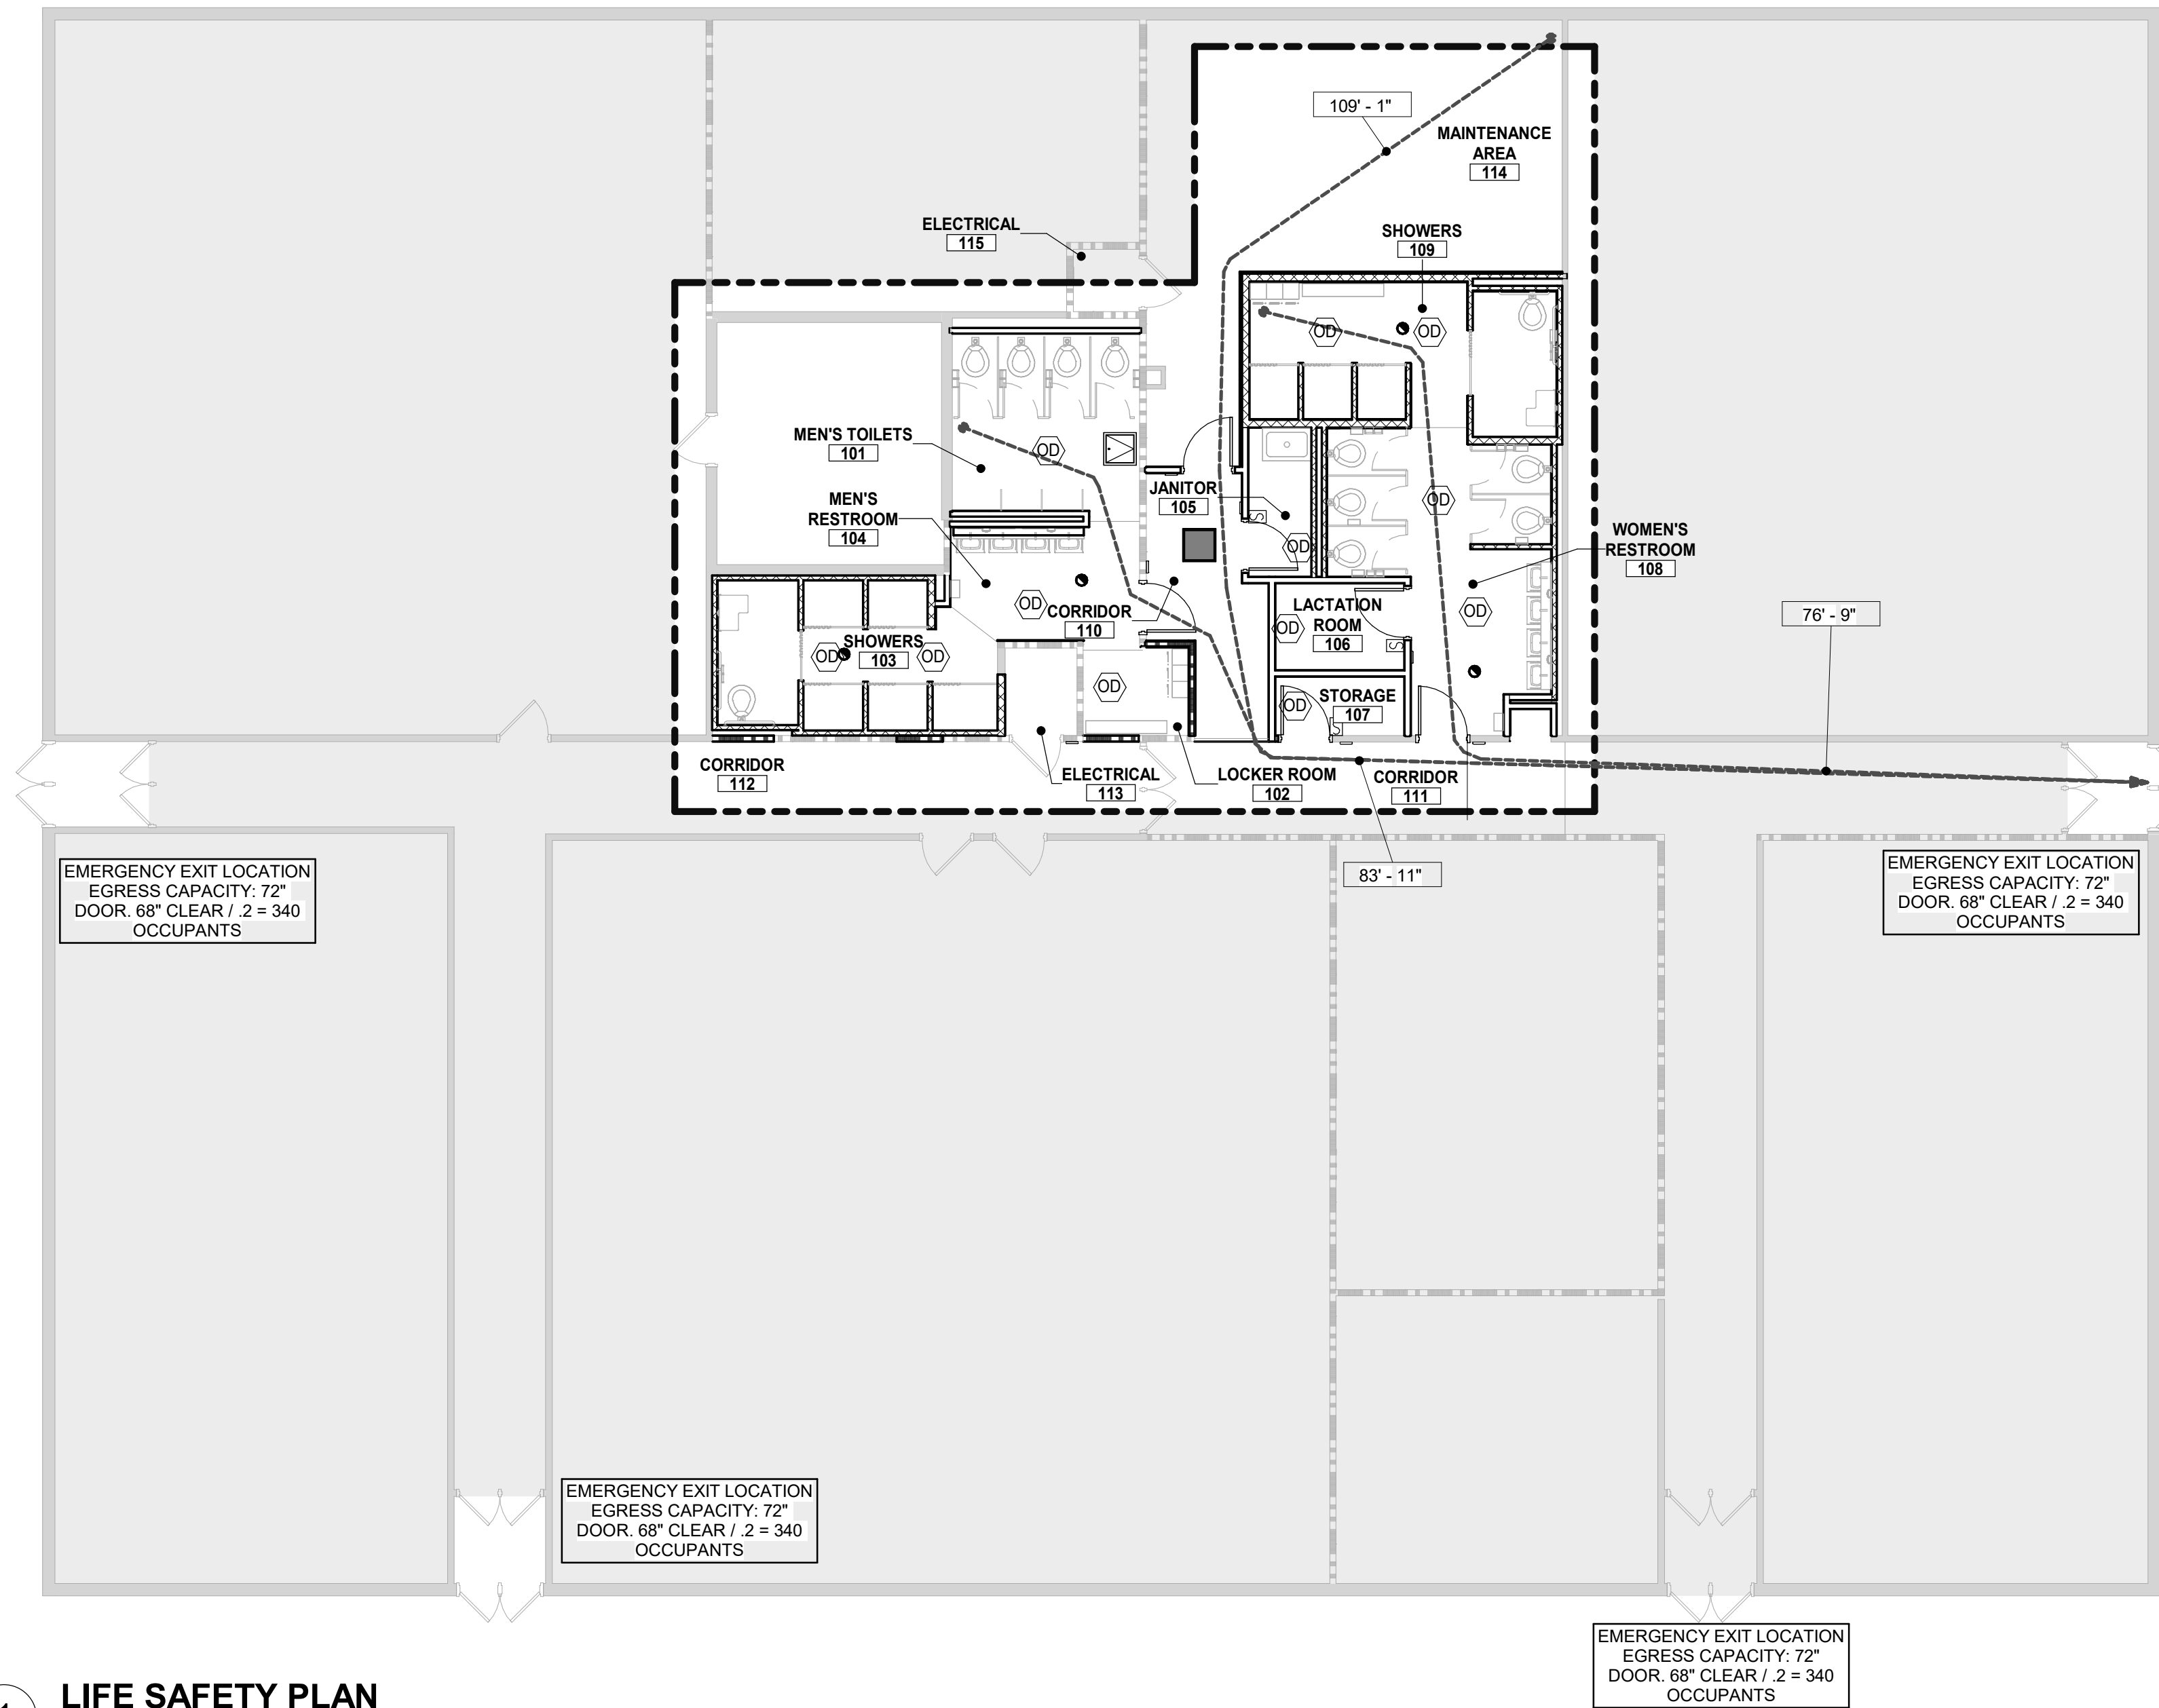 109' - 1"
MAINTENANCE
AREA
114
ELECTRICAL
115
SHOWERS
109
OD
OD
MEN'S TOILETS
101
OD
JANITOR
105
S
OD
OD
MEN'S
RESTROOM
104
WOMEN'S
RESTROOM
108
OD
CORRIDOR
110
LACTATION
ROOM
106
OD
S
OD
76' - 9"
OD
SHOWERS
103
OD
OD
STORAGE
107
OD
S
CORRIDOR
112
ELECTRICAL
113
LOCKER ROOM
102
CORRIDOR
111
83' - 11"
EMERGENCY EXIT LOCATION
EGRESS CAPACITY: 72"
DOOR. 68" CLEAR / .2 = 340
OCCUPANTS
EMERGENCY EXIT LOCATION
EGRESS CAPACITY: 72"
DOOR. 68" CLEAR / .2 = 340
OCCUPANTS
EMERGENCY EXIT LOCATION
EGRESS CAPACITY: 72"
DOOR. 68" CLEAR / .2 = 340
OCCUPANTS
EMERGENCY EXIT LOCATION
EGRESS CAPACITY: 72"
DOOR. 68" CLEAR / .2 = 340
OCCUPANTS
LIFE SAFETY PLAN